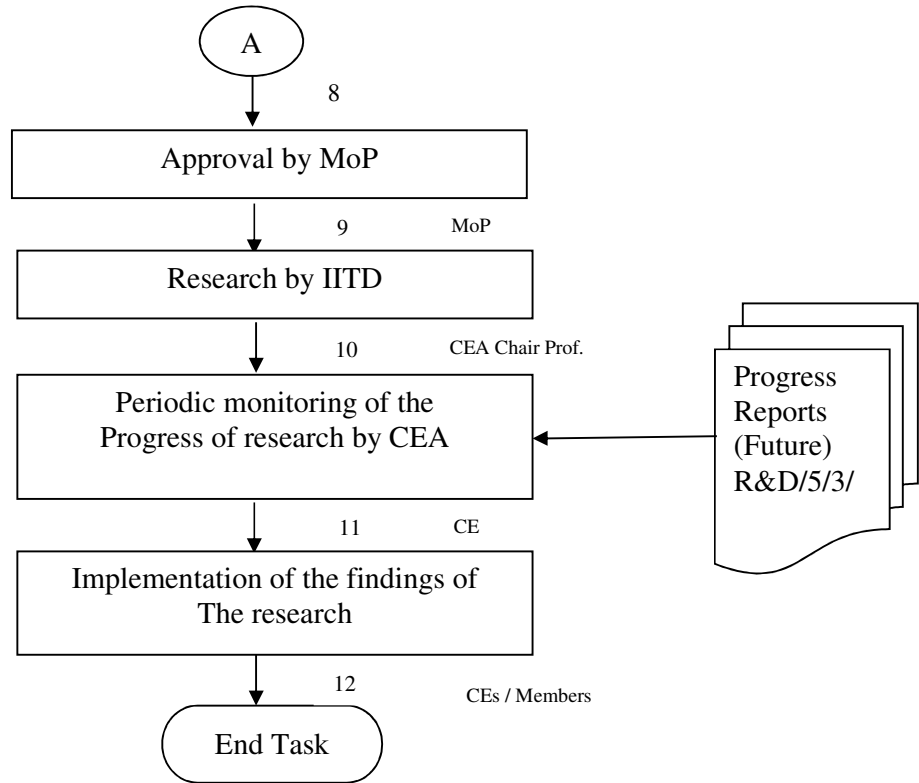 A
8
Approval by MoP
9 MoP
Research by IITD
10 CEA Chair Prof.
Periodic monitoring of the
Progress of research by CEA
Progress
Reports
(Future)
R&D/5/3/
11 CE
Implementation of the findings of
The research
12 CEs / Members
End Task